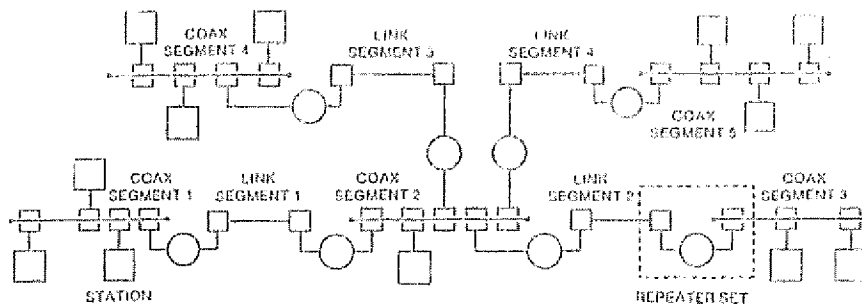 COAX
SEGMENT 4
LINK
SEGMENT 3
LINK
SEGMENT 4
COAX
SEGMENT 5
COAX
SEGMENT 1
LINK
SEGMENT 1
COAX
SEGMENT 2
LINK
SEGMENT 2
COAX
SEGMENT 3
STATION
REPEATER SET